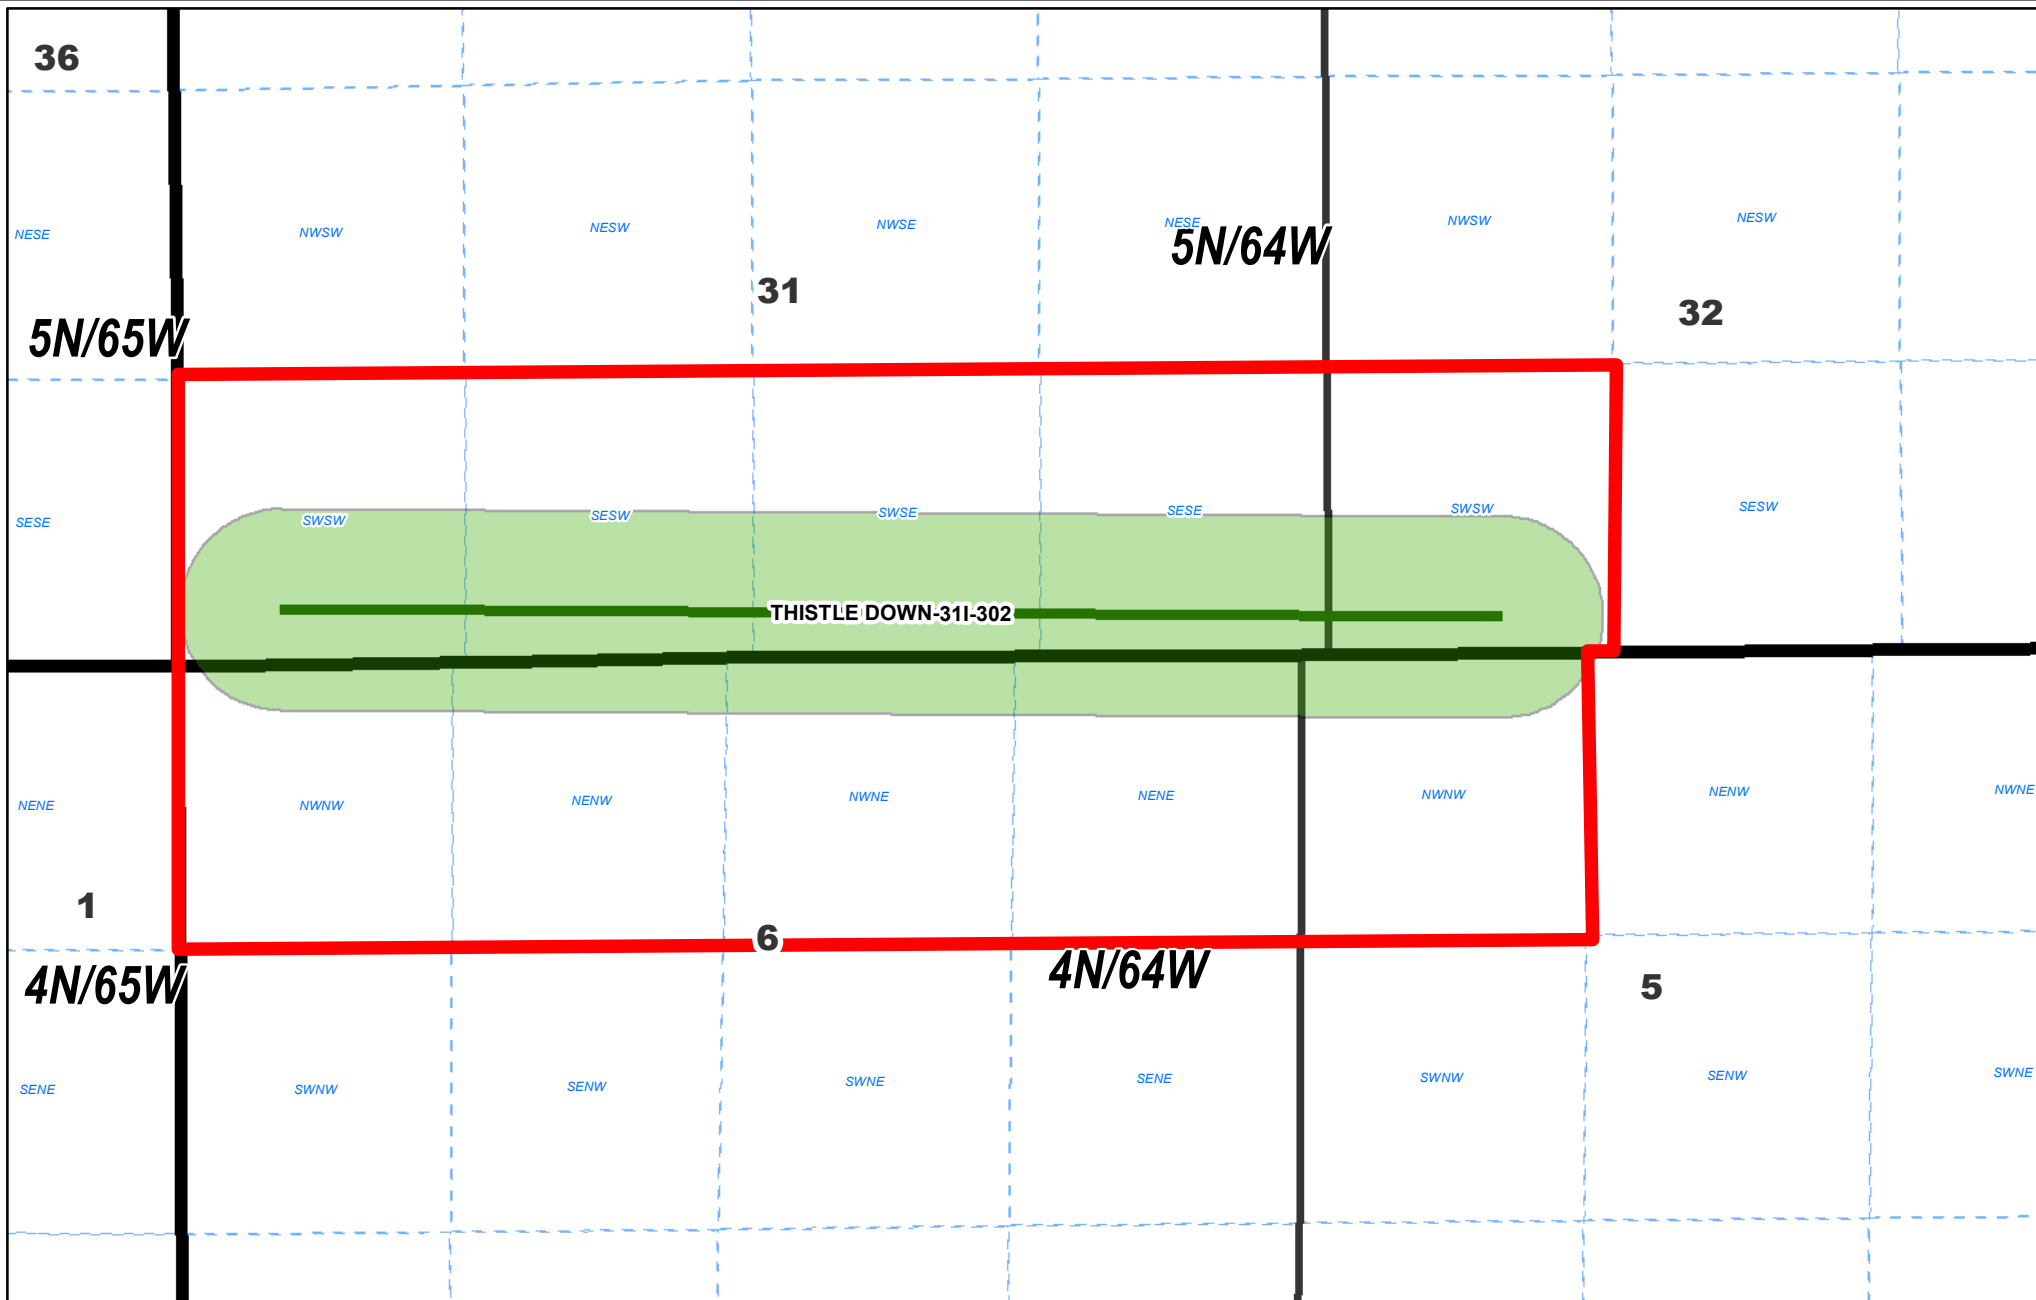 36
NESE
NWSW
NESW
NWSE
NESE
NWSW
NESW
5N/64W
31
32
5N/65W
SESE
SWSW
SESW
SWSE
SESE
SWSW
SESW
THISTLE DOWN-31I-302
NENE
NWNW
NENW
NWNE
NENE
NWNW
NENW
NWNE
1
6
4N/65W
4N/64W
5
SENE
SWNW
SENW
SWNE
SENE
SWNW
SENW
SWNE